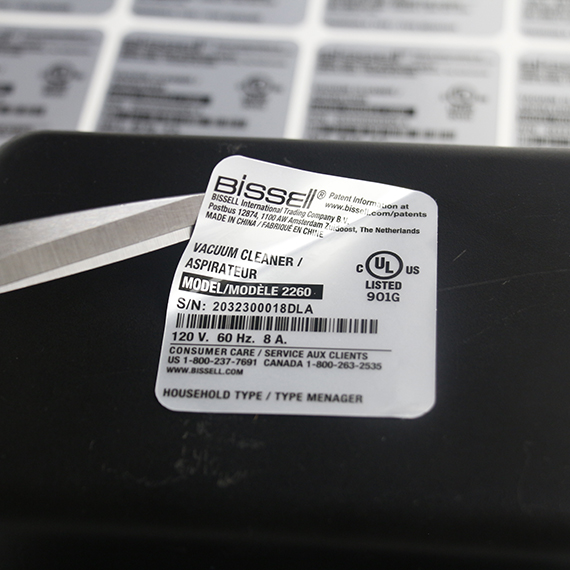 BISSELL®
Patent Information at
www.bissell.com/patents
BISSELL International Trading Company B.V.
Postbus 12874, 1100 AW Amsterdam Zuidoost, The Netherlands
MADE IN CHINA / FABRIQUÉ EN CHINE
VACUUM CLEANER /
ASPIRATEUR
MODEL/MODÈLE 2260
S/N: 2032300018DLA
C UL ® US
LISTED
901G
120 V. 60 Hz. 8 A.
CONSUMER CARE / SERVICE AUX CLIENTS
US 1-800-237-7691 CANADA 1-800-263-2535
WWW.BISSELL.COM
HOUSEHOLD TYPE / TYPE MENAGER